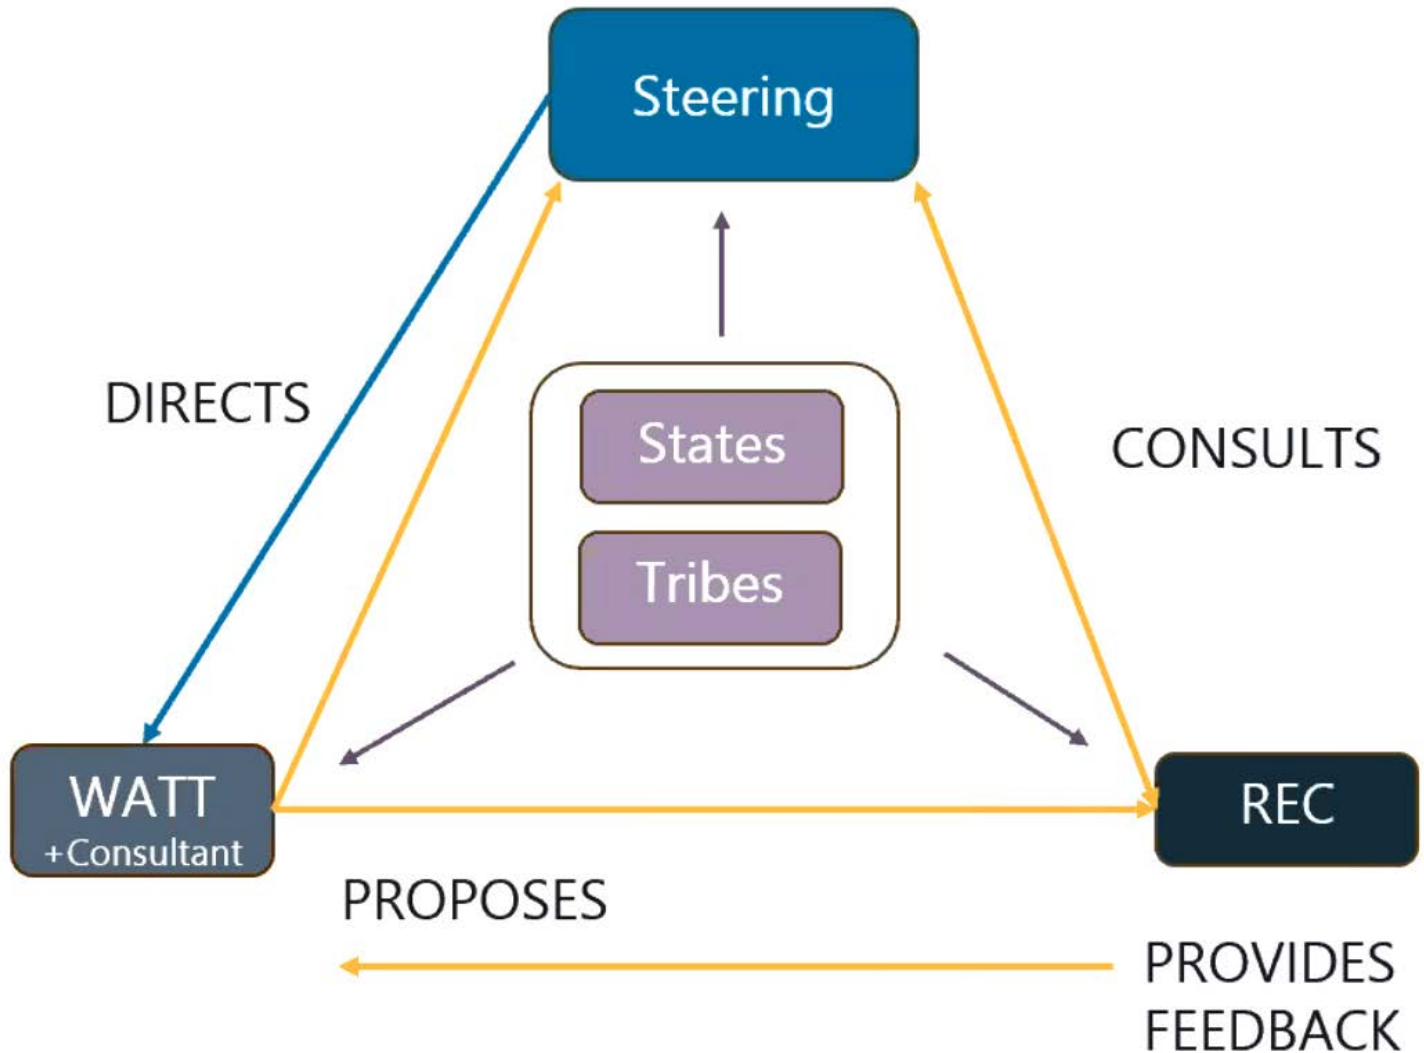 Steering
DIRECTS
States
CONSULTS
Tribes
WATT
+Consultant
REC
PROPOSES
PROVIDES
FEEDBACK